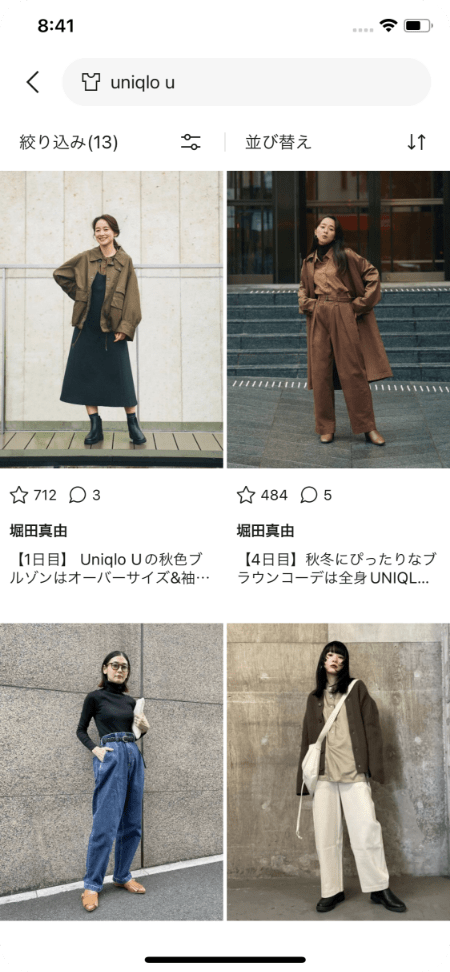 8:41
uniqlo u
絞り込み(13)
並び替え
712
3
484
5
堀田真由
堀田真由
【1日目】 Uniqlo Uの秋色ブ
ルゾンはオーバーサイズ&袖…
【4日目】秋冬にぴったりなブ
ラウンコーデは全身UNIQL...